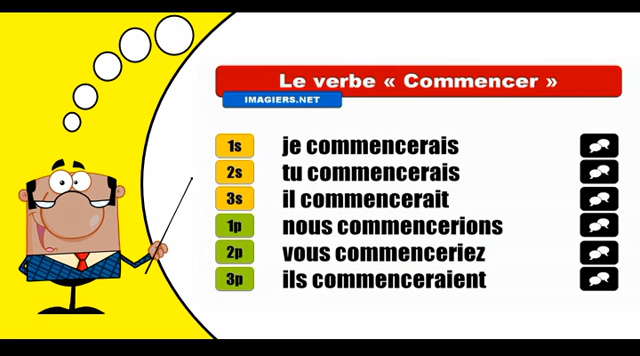 Le verbe « Commencer »
IMAGIERS.NET
1s je commencerais
2s tu commencerais
3s il commencerait
1p nous commencerions
2p vous commenceriez
3p ils commenceraient